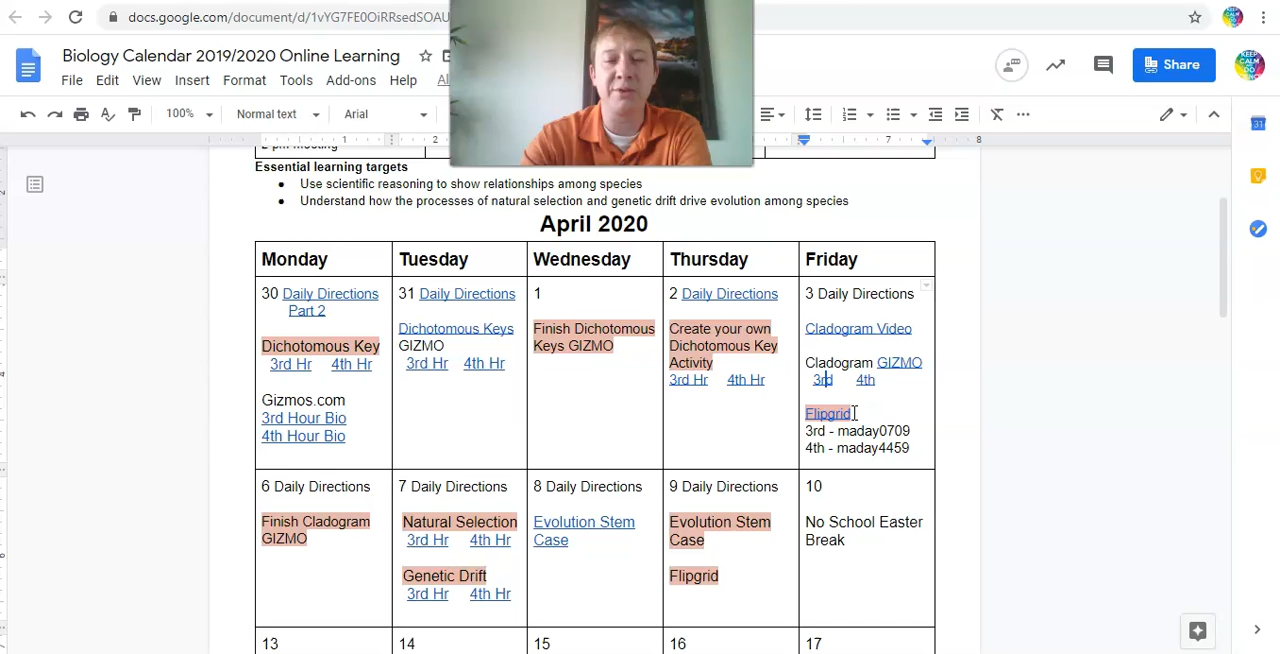 docs.google.com/document/d/1vYG7FE0OiRRsedSOAU
Biology Calendar 2019/2020 Online Learning
File Edit View Insert Format Tools Add-ons Help Al
Share
100% Normal text Arial
1 2 7 8
2 pm meeting
Essential learning targets
● Use scientific reasoning to show relationships among species
● Understand how the processes of natural selection and genetic drift drive evolution among species
April 2020
Monday Tuesday Wednesday Thursday Friday
30 Daily Directions
Part 2
Dichotomous Key
3rd Hr 4th Hr
Gizmos.com
3rd Hour Bio
4th Hour Bio
31 Daily Directions
Dichotomous Keys
GIZMO
3rd Hr 4th Hr
1
Finish Dichotomous
Keys GIZMO
2 Daily Directions
Create your own
Dichotomous Key
Activity
3rd Hr 4th Hr
3 Daily Directions
Cladogram Video
Cladogram GIZMO
3rd 4th
Flipgrid
3rd - maday0709
4th - maday4459
6 Daily Directions
Finish Cladogram
GIZMO
7 Daily Directions
Natural Selection
3rd Hr 4th Hr
Genetic Drift
3rd Hr 4th Hr
8 Daily Directions
Evolution Stem
Case
9 Daily Directions
Evolution Stem
Case
Flipgrid
10
No School Easter
Break
13 14 15 16 17